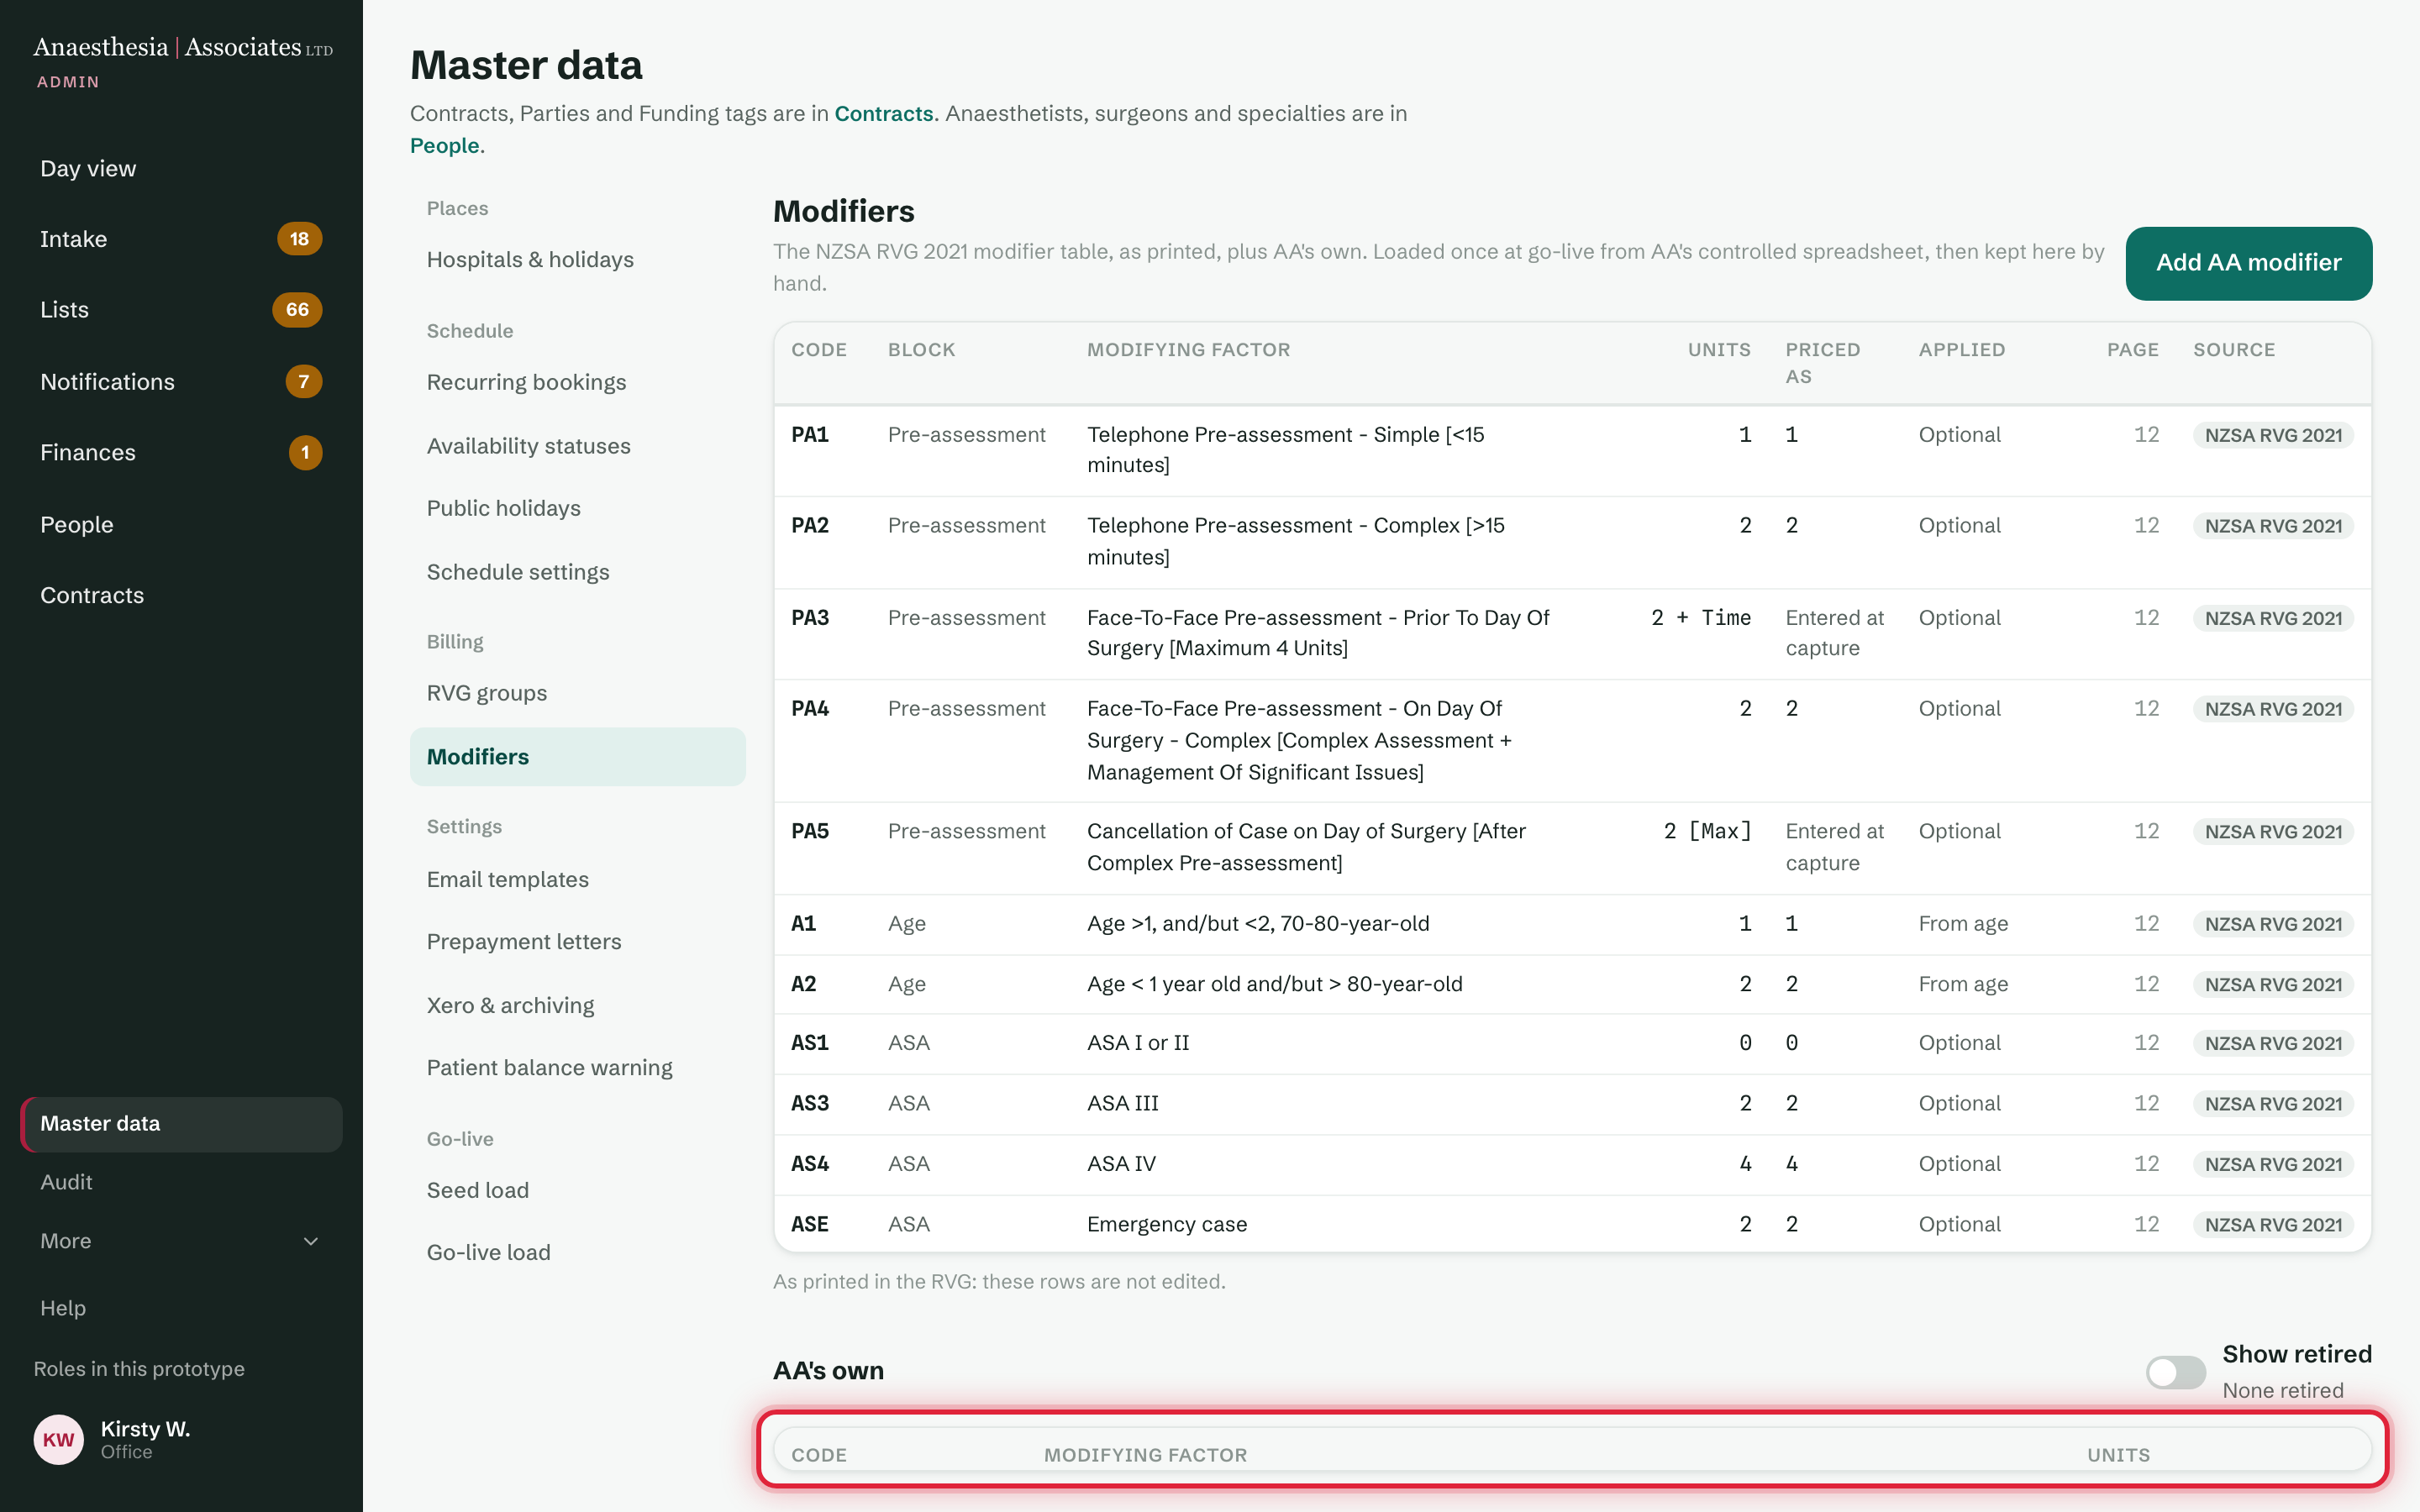 Anaesthesia | Associates LTD
ADMIN
Day view
Intake 18
Lists 66
Notifications 7
Finances 1
People
Contracts
Master data
Audit
More
Help
Roles in this prototype
KW Kirsty W.
Office
Master data
Contracts, Parties and Funding tags are in Contracts. Anaesthetists, surgeons and specialties are in
People.
Places
Hospitals & holidays
Schedule
Recurring bookings
Availability statuses
Public holidays
Schedule settings
Billing
RVG groups
Modifiers
Settings
Email templates
Prepayment letters
Xero & archiving
Patient balance warning
Go-live
Seed load
Go-live load
Modifiers
The NZSA RVG 2021 modifier table, as printed, plus AA's own. Loaded once at go-live from AA's controlled spreadsheet, then kept here by
hand.
Add AA modifier
CODE BLOCK MODIFYING FACTOR UNITS PRICED APPLIED PAGE SOURCE
AS
PA1 Pre-assessment Telephone Pre-assessment - Simple [<15 1 1 Optional 12 NZSA RVG 2021
minutes]
PA2 Pre-assessment Telephone Pre-assessment - Complex [>15 2 2 Optional 12 NZSA RVG 2021
minutes]
PA3 Pre-assessment Face-To-Face Pre-assessment - Prior To Day Of 2 + Time Entered at Optional 12 NZSA RVG 2021
Surgery [Maximum 4 Units] capture
PA4 Pre-assessment Face-To-Face Pre-assessment - On Day Of 2 2 Optional 12 NZSA RVG 2021
Surgery - Complex [Complex Assessment +
Management Of Significant Issues]
PA5 Pre-assessment Cancellation of Case on Day of Surgery [After 2 [Max] Entered at Optional 12 NZSA RVG 2021
Complex Pre-assessment] capture
A1 Age Age >1, and/but <2, 70-80-year-old 1 1 From age 12 NZSA RVG 2021
A2 Age Age < 1 year old and/but > 80-year-old 2 2 From age 12 NZSA RVG 2021
AS1 ASA ASA I or II 0 0 Optional 12 NZSA RVG 2021
AS3 ASA ASA III 2 2 Optional 12 NZSA RVG 2021
AS4 ASA ASA IV 4 4 Optional 12 NZSA RVG 2021
ASE ASA Emergency case 2 2 Optional 12 NZSA RVG 2021
As printed in the RVG: these rows are not edited.
AA's own
Show retired
None retired
CODE MODIFYING FACTOR UNITS